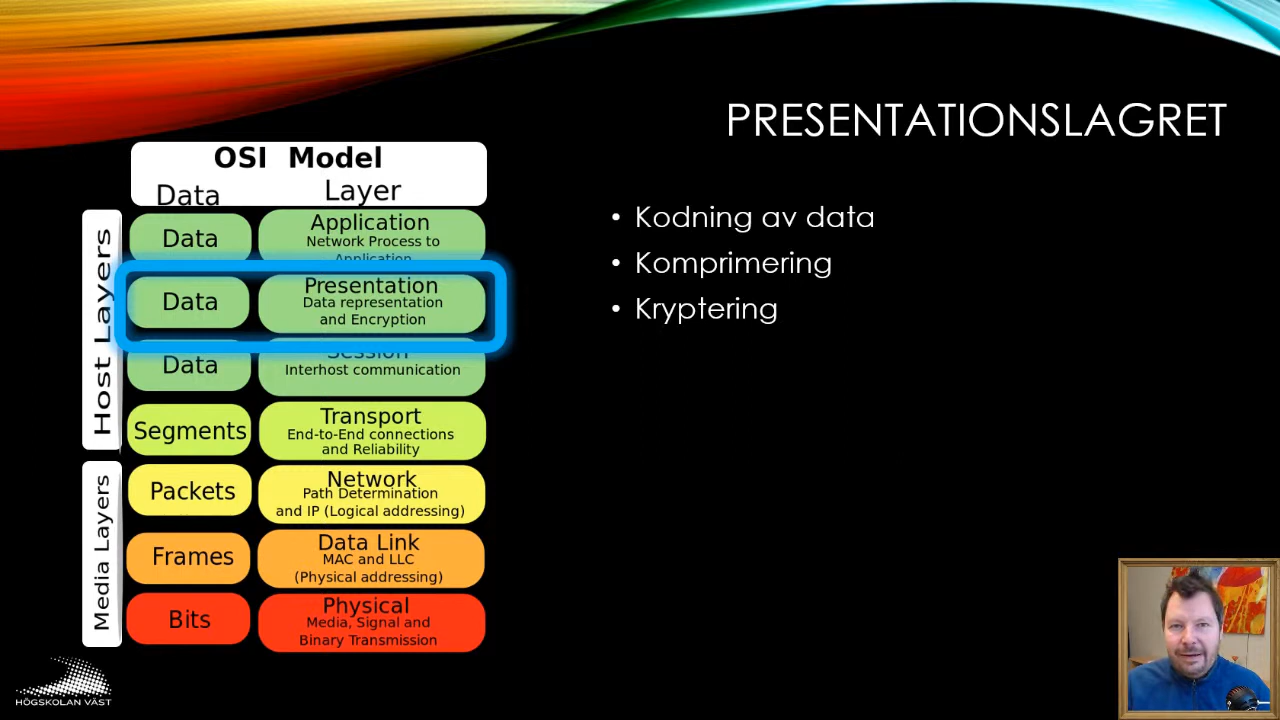 PRESENTATIONSLAGRET
OSI Model
Data Layer
Host Layers
Data
Application
Network Process to
Application
Data
Presentation
Data representation
and Encryption
Data
Session
Interhost communication
Segments
Transport
End-to-End connections
and Reliability
Media Layers
Packets
Network
Path Determination
and IP (Logical addressing)
Frames
Data Link
MAC and LLC
(Physical addressing)
Bits
Physical
Media, Signal and
Binary Transmission
• Kodning av data
• Komprimering
• Kryptering
HÖGSKOLAN VÄST